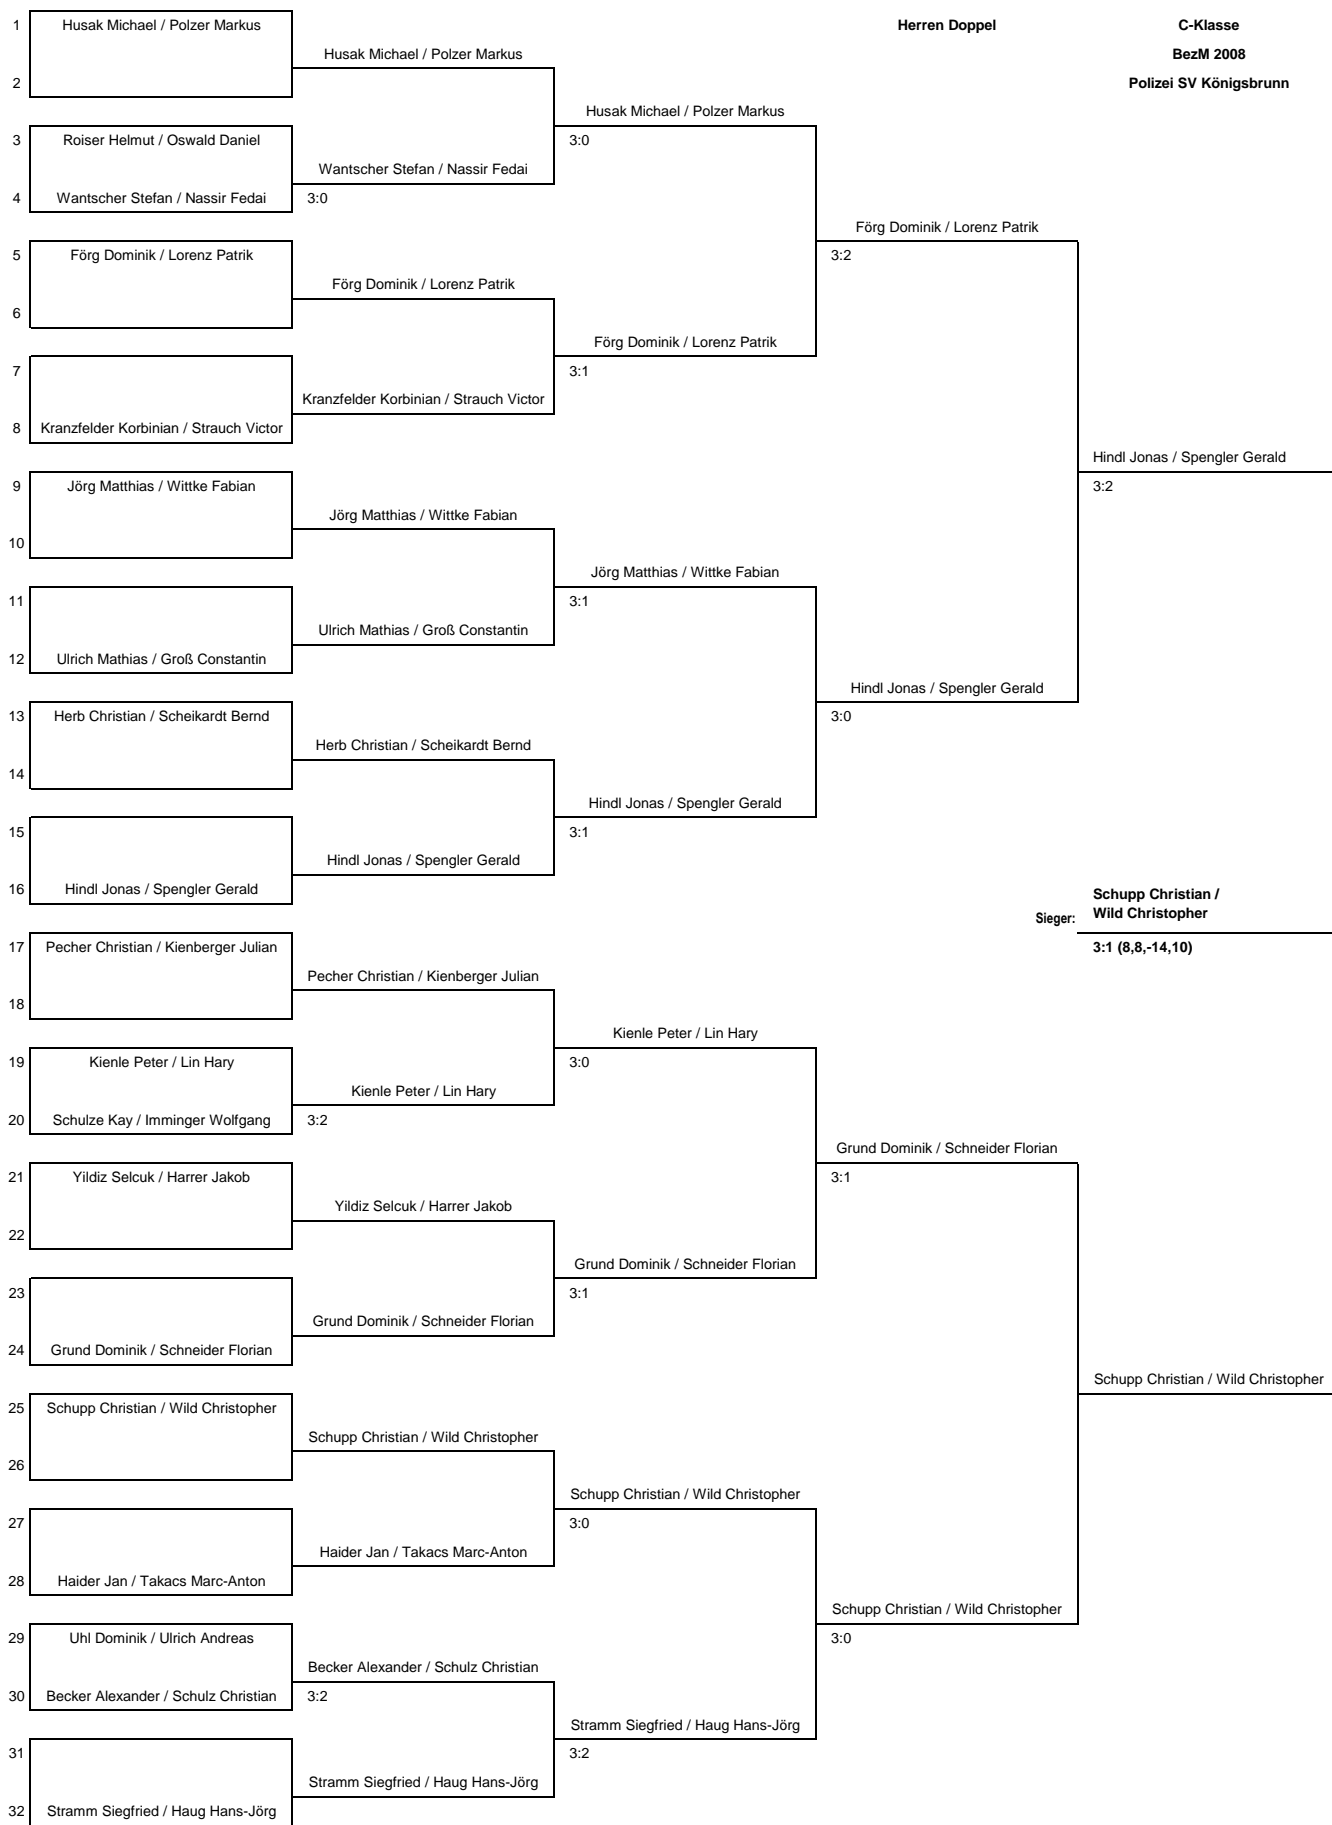 Herren Doppel
C-Klasse
BezM 2008
Polizei SV Königsbrunn
1 Husak Michael / Polzer Markus
2
3 Roiser Helmut / Oswald Daniel
4 Wantscher Stefan / Nassir Fedai
5 Förg Dominik / Lorenz Patrik
6
7
8 Kranzfelder Korbinian / Strauch Victor
9 Jörg Matthias / Wittke Fabian
10
11
12 Ulrich Mathias / Groß Constantin
13 Herb Christian / Scheikardt Bernd
14
15
16 Hindl Jonas / Spengler Gerald
17 Pecher Christian / Kienberger Julian
18
19 Kienle Peter / Lin Hary
20 Schulze Kay / Imminger Wolfgang
21 Yildiz Selcuk / Harrer Jakob
22
23
24 Grund Dominik / Schneider Florian
25 Schupp Christian / Wild Christopher
26
27
28 Haider Jan / Takacs Marc-Anton
29 Uhl Dominik / Ulrich Andreas
30 Becker Alexander / Schulz Christian
31
32 Stramm Siegfried / Haug Hans-Jörg
Husak Michael / Polzer Markus
Wantscher Stefan / Nassir Fedai
3:0
Förg Dominik / Lorenz Patrik
Kranzfelder Korbinian / Strauch Victor
Jörg Matthias / Wittke Fabian
Ulrich Mathias / Groß Constantin
Herb Christian / Scheikardt Bernd
Hindl Jonas / Spengler Gerald
Pecher Christian / Kienberger Julian
Kienle Peter / Lin Hary
3:2
Yildiz Selcuk / Harrer Jakob
Grund Dominik / Schneider Florian
Schupp Christian / Wild Christopher
Haider Jan / Takacs Marc-Anton
Becker Alexander / Schulz Christian
3:2
Stramm Siegfried / Haug Hans-Jörg
Husak Michael / Polzer Markus
3:0
Förg Dominik / Lorenz Patrik
3:1
Jörg Matthias / Wittke Fabian
3:1
Hindl Jonas / Spengler Gerald
3:1
Kienle Peter / Lin Hary
3:0
Grund Dominik / Schneider Florian
3:1
Schupp Christian / Wild Christopher
3:0
Stramm Siegfried / Haug Hans-Jörg
3:2
Förg Dominik / Lorenz Patrik
3:2
Hindl Jonas / Spengler Gerald
3:0
Grund Dominik / Schneider Florian
3:1
Schupp Christian / Wild Christopher
3:0
Hindl Jonas / Spengler Gerald
3:2
Schupp Christian / Wild Christopher
Sieger:
Schupp Christian /
Wild Christopher
3:1 (8,8,-14,10)